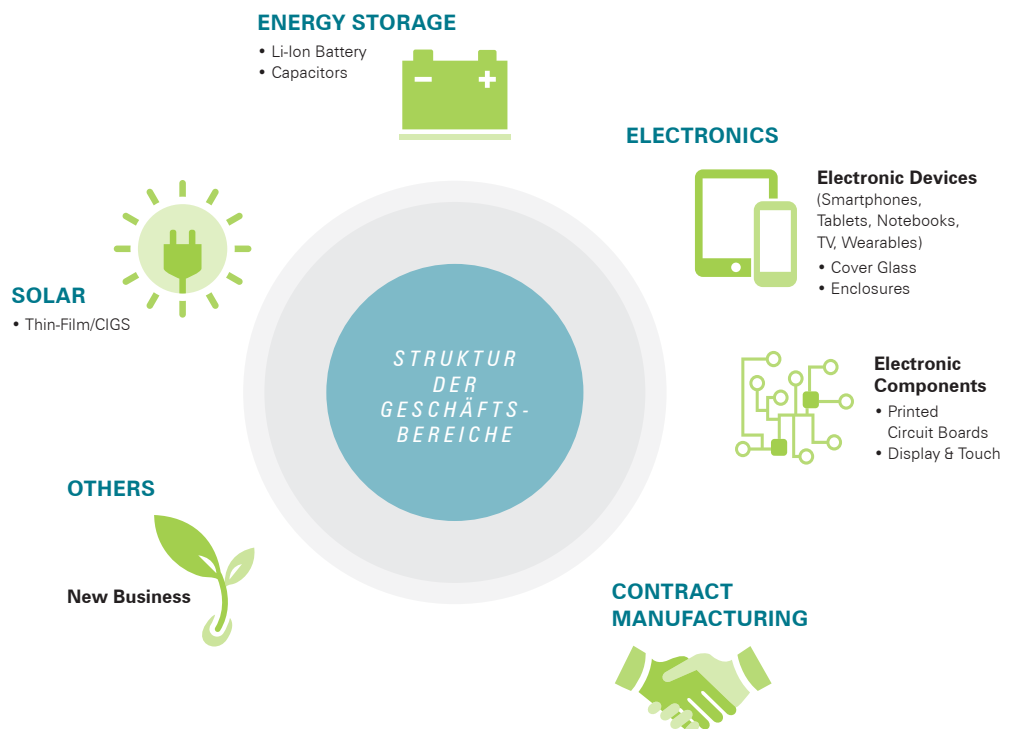 ENERGY STORAGE
• Li-Ion Battery
• Capacitors
ELECTRONICS
Electronic Devices
(Smartphones,
Tablets, Notebooks,
TV, Wearables)
• Cover Glass
• Enclosures
SOLAR
• Thin-Film/CIGS
STRUKTUR
DER
GESCHÄFTS-
BEREICHE
Electronic
Components
• Printed
Circuit Boards
• Display & Touch
OTHERS
New Business
CONTRACT
MANUFACTURING